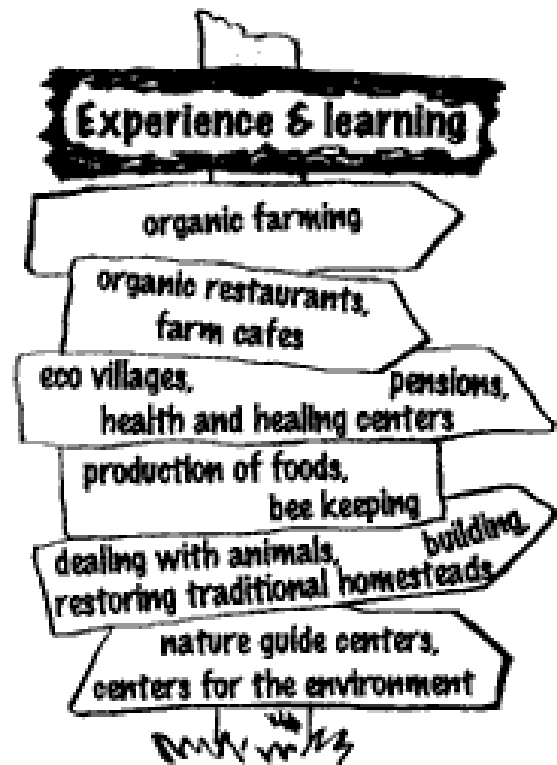 Experience & learning
organic farming
organic restaurants,
farm cafes
eco villages, pensions,
health and healing centers
production of foods,
bee keeping
dealing with animals, building,
restoring traditional homesteads
nature guide centers,
centers for the environment